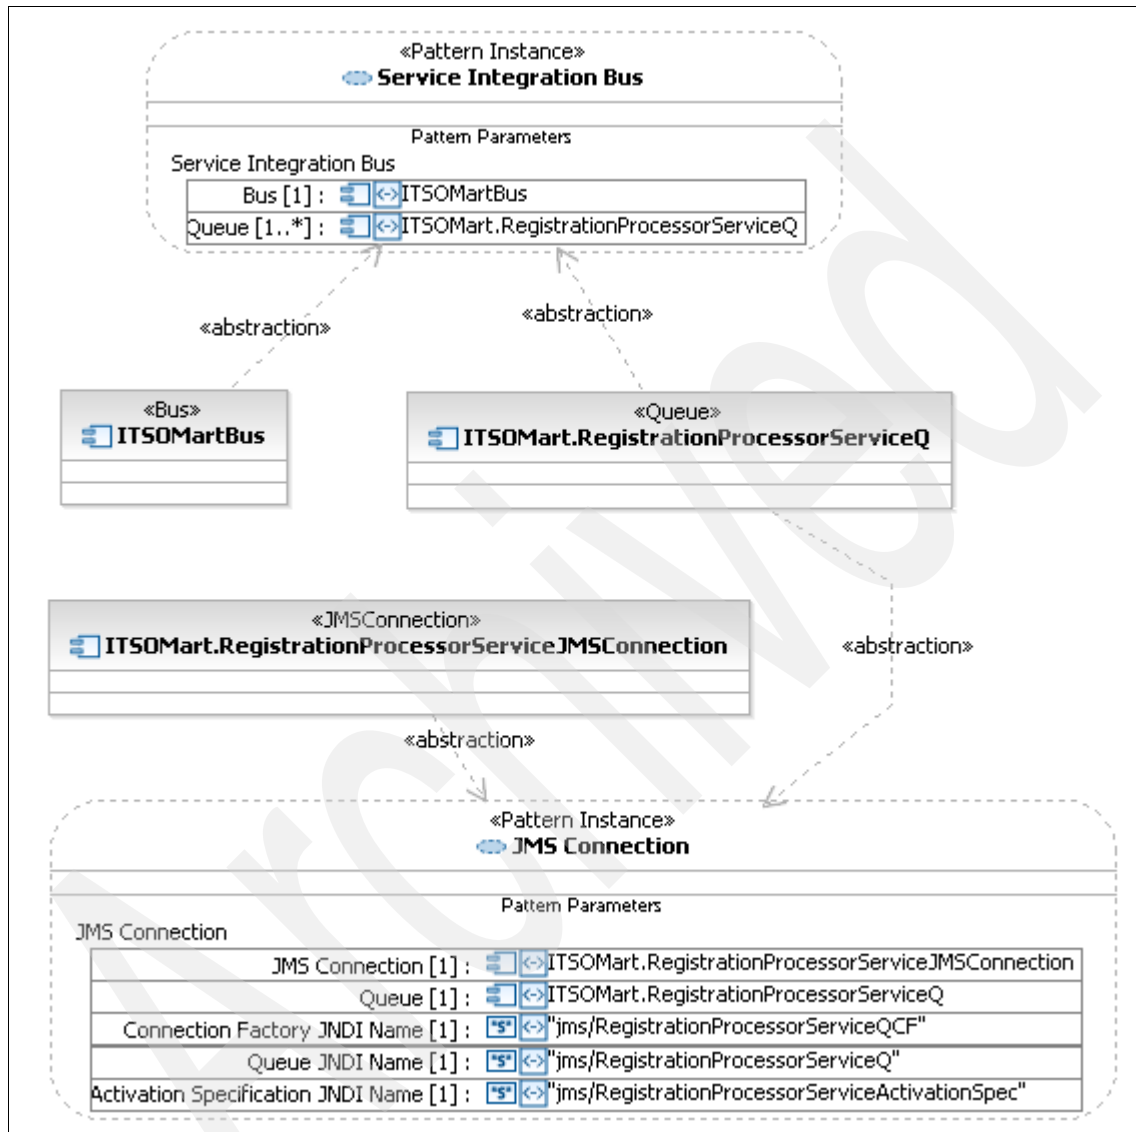 «Pattern Instance»
Service Integration Bus
Pattern Parameters
Service Integration Bus
Bus [1] : ITSOMartBus
Queue [1..*] : ITSOMart.RegistrationProcessorServiceQ
«abstraction»
«abstraction»
«Bus»
ITSOMartBus
«Queue»
ITSOMart.RegistrationProcessorServiceQ
«JMSConnection»
ITSOMart.RegistrationProcessorServiceJMSConnection
«abstraction»
«abstraction»
«Pattern Instance»
JMS Connection
Pattern Parameters
JMS Connection
JMS Connection [1] : ITSOMart.RegistrationProcessorServiceJMSConnection
Queue [1] : ITSOMart.RegistrationProcessorServiceQ
Connection Factory JNDI Name [1] : "S" "jms/RegistrationProcessorServiceQCF"
Queue JNDI Name [1] : "S" "jms/RegistrationProcessorServiceQ"
Activation Specification JNDI Name [1] : "S" "jms/RegistrationProcessorServiceActivationSpec"
Archived